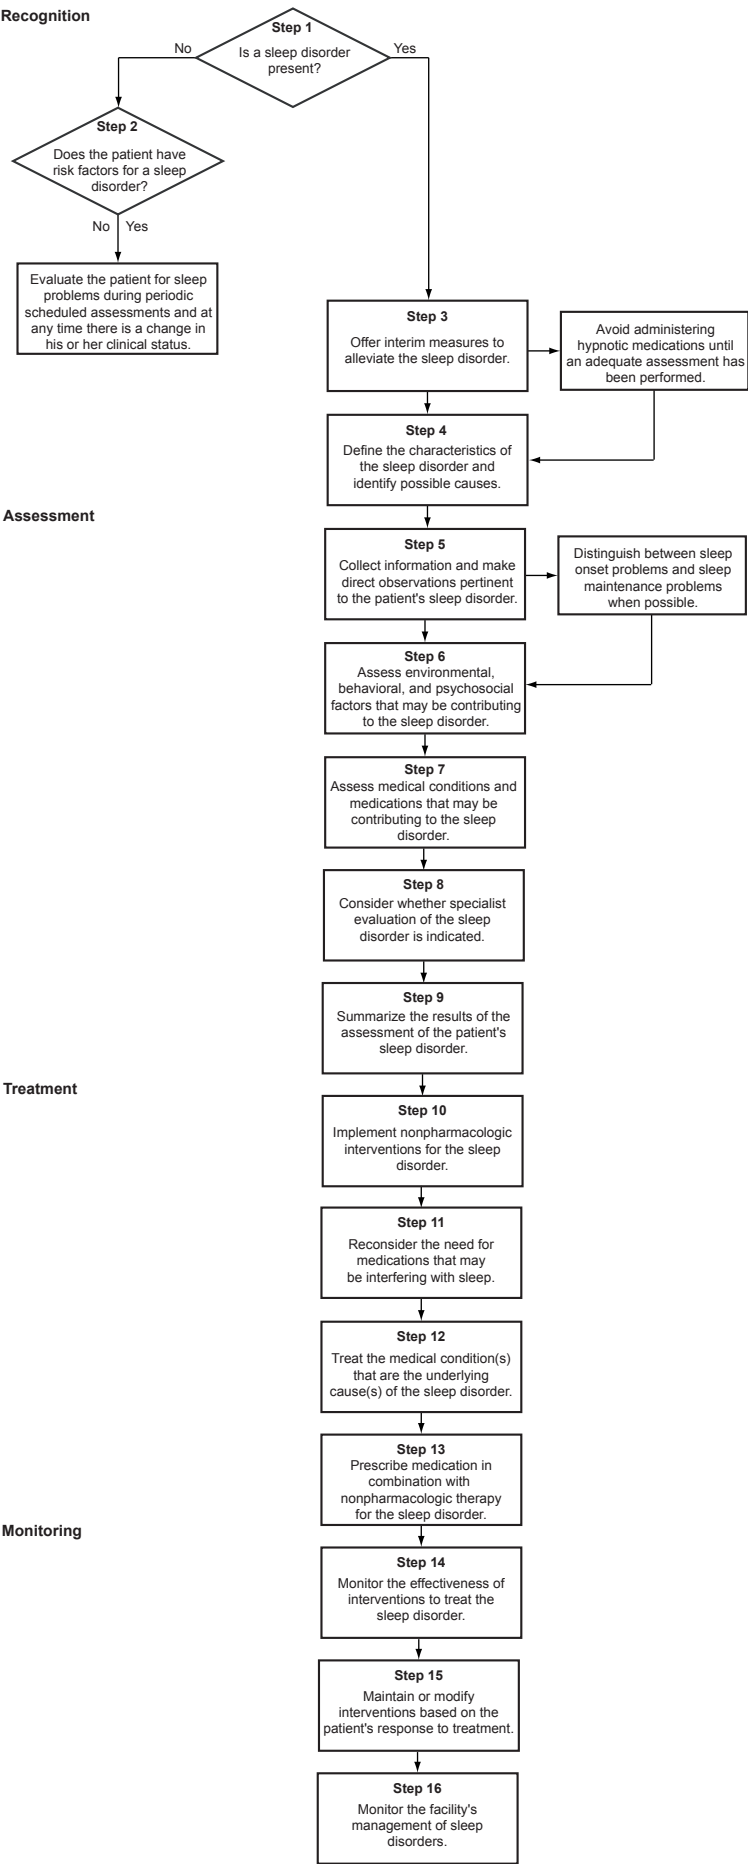 Recognition
Step 1
Is a sleep disorder
present?
No
Yes
Step 2
Does the patient have
risk factors for a sleep
disorder?
No
Yes
Evaluate the patient for sleep
problems during periodic
scheduled assessments and at
any time there is a change in
his or her clinical status.
Step 3
Offer interim measures to
alleviate the sleep disorder.
Avoid administering
hypnotic medications until
an adequate assessment has
been performed.
Step 4
Define the characteristics of
the sleep disorder and
identify possible causes.
Assessment
Step 5
Collect information and make
direct observations pertinent
to the patient's sleep disorder.
Distinguish between sleep
onset problems and sleep
maintenance problems
when possible.
Step 6
Assess environmental,
behavioral, and psychosocial
factors that may be contributing
to the sleep disorder.
Step 7
Assess medical conditions and
medications that may be
contributing to the sleep
disorder.
Step 8
Consider whether specialist
evaluation of the sleep
disorder is indicated.
Step 9
Summarize the results of the
assessment of the patient's
sleep disorder.
Treatment
Step 10
Implement nonpharmacologic
interventions for the sleep
disorder.
Step 11
Reconsider the need for
medications that may
be interfering with sleep.
Step 12
Treat the medical condition(s)
that are the underlying
cause(s) of the sleep disorder.
Step 13
Prescribe medication in
combination with
nonpharmacologic therapy
for the sleep disorder.
Monitoring
Step 14
Monitor the effectiveness of
interventions to treat the
sleep disorder.
Step 15
Maintain or modify
interventions based on the
patient's response to treatment.
Step 16
Monitor the facility's
management of sleep
disorders.